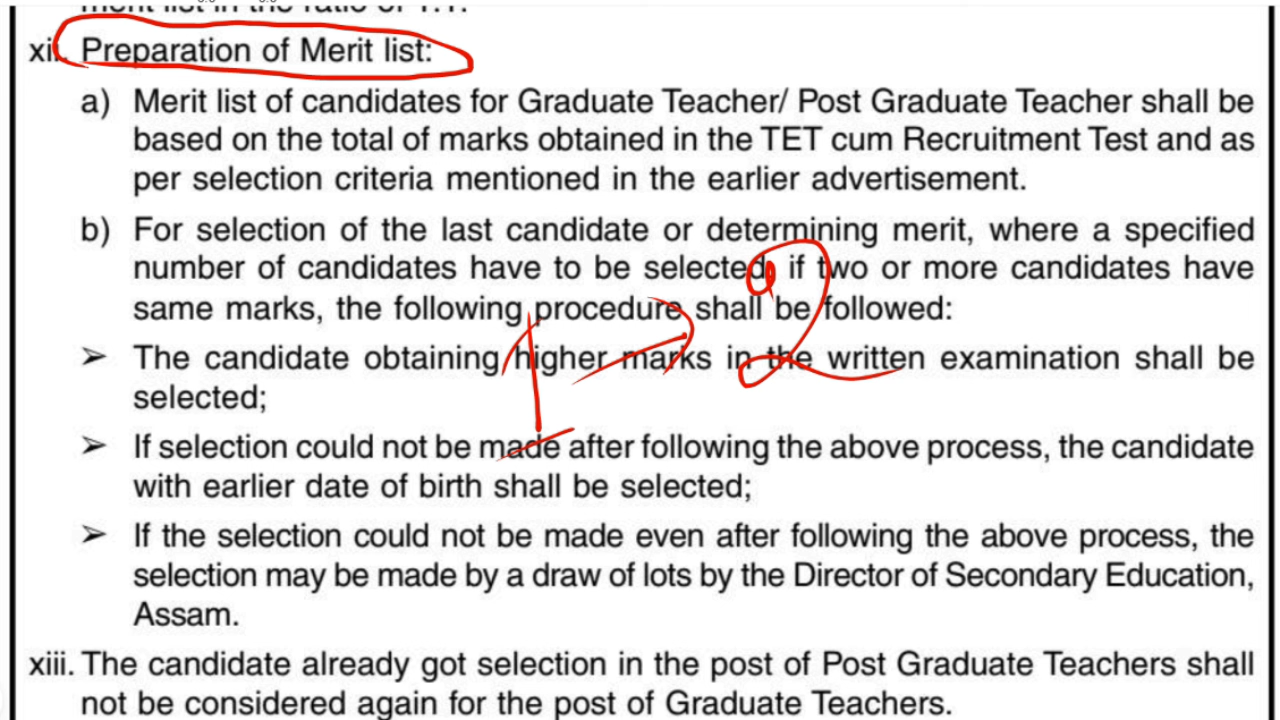 merit list in the ratio of 1:1.
xii. Preparation of Merit list:
a) Merit list of candidates for Graduate Teacher/ Post Graduate Teacher shall be
based on the total of marks obtained in the TET cum Recruitment Test and as
per selection criteria mentioned in the earlier advertisement.
b) For selection of the last candidate or determining merit, where a specified
number of candidates have to be selected, if two or more candidates have
same marks, the following procedure shall be followed:
1 → 2
➢ The candidate obtaining higher marks in the written examination shall be
selected;
➢ If selection could not be made after following the above process, the candidate
with earlier date of birth shall be selected;
➢ If the selection could not be made even after following the above process, the
selection may be made by a draw of lots by the Director of Secondary Education,
Assam.
xiii. The candidate already got selection in the post of Post Graduate Teachers shall
not be considered again for the post of Graduate Teachers.